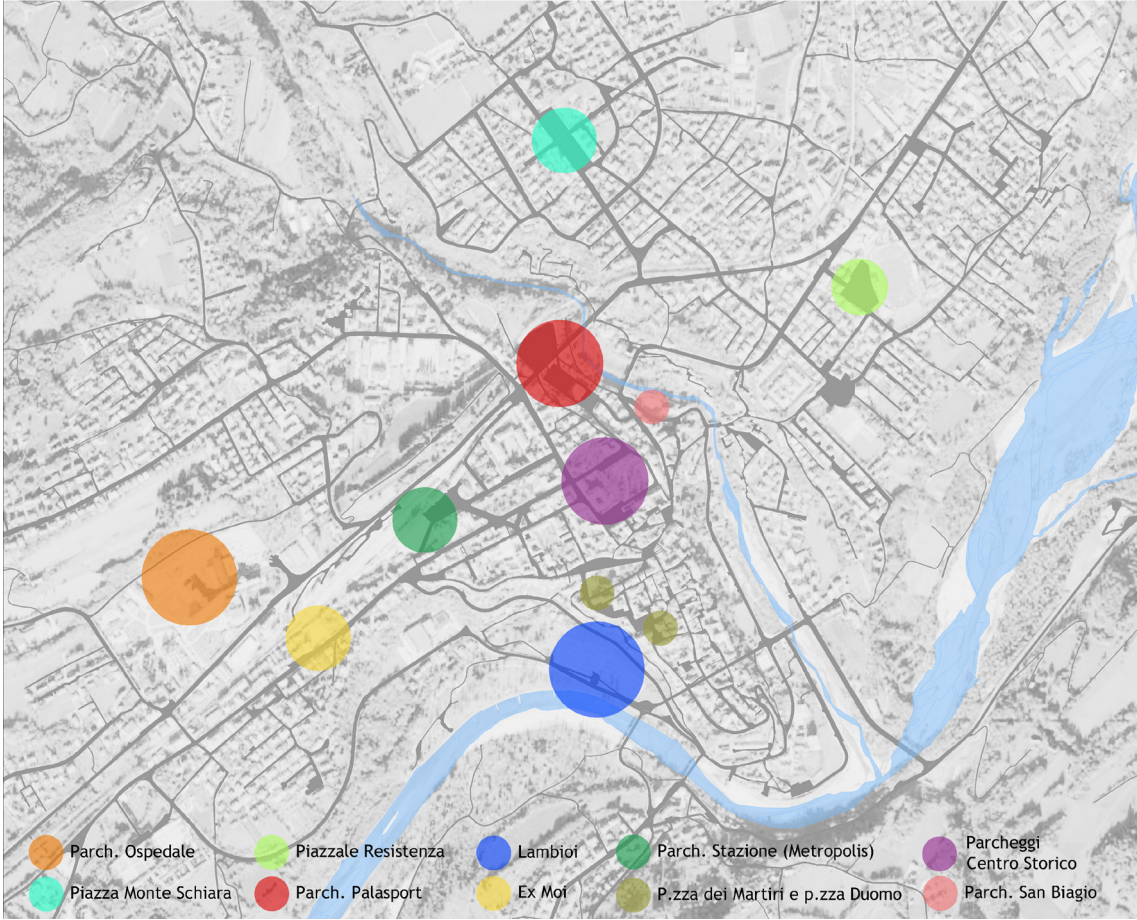 Parch. Ospedale
Piazzale Resistenza
Lambioi
Parch. Stazione (Metropolis)
Parcheggi
Centro Storico
Piazza Monte Schiara
Parch. Palasport
Ex Moi
P.zza dei Martiri e p.zza Duomo
Parch. San Biagio